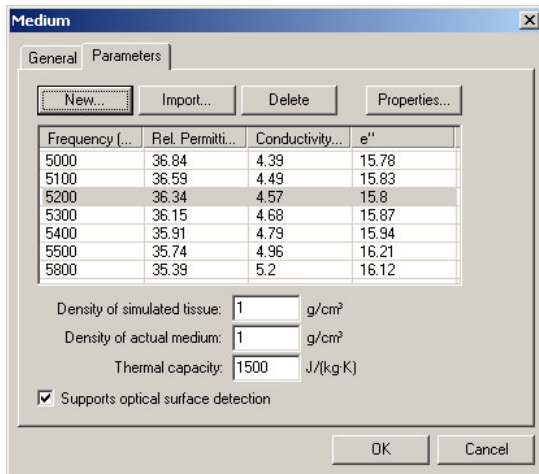 Medium
General Parameters
New... Import... Delete Properties...
Frequency (... Rel. Permitti... Conductivity... e"
5000 36.84 4.39 15.78
5100 36.59 4.49 15.83
5200 36.34 4.57 15.8
5300 36.15 4.68 15.87
5400 35.91 4.79 15.94
5500 35.74 4.96 16.21
5800 35.39 5.2 16.12
Density of simulated tissue: 1 g/cm³
Density of actual medium: 1 g/cm³
Thermal capacity: 1500 J/(kg·K)
Supports optical surface detection
OK Cancel